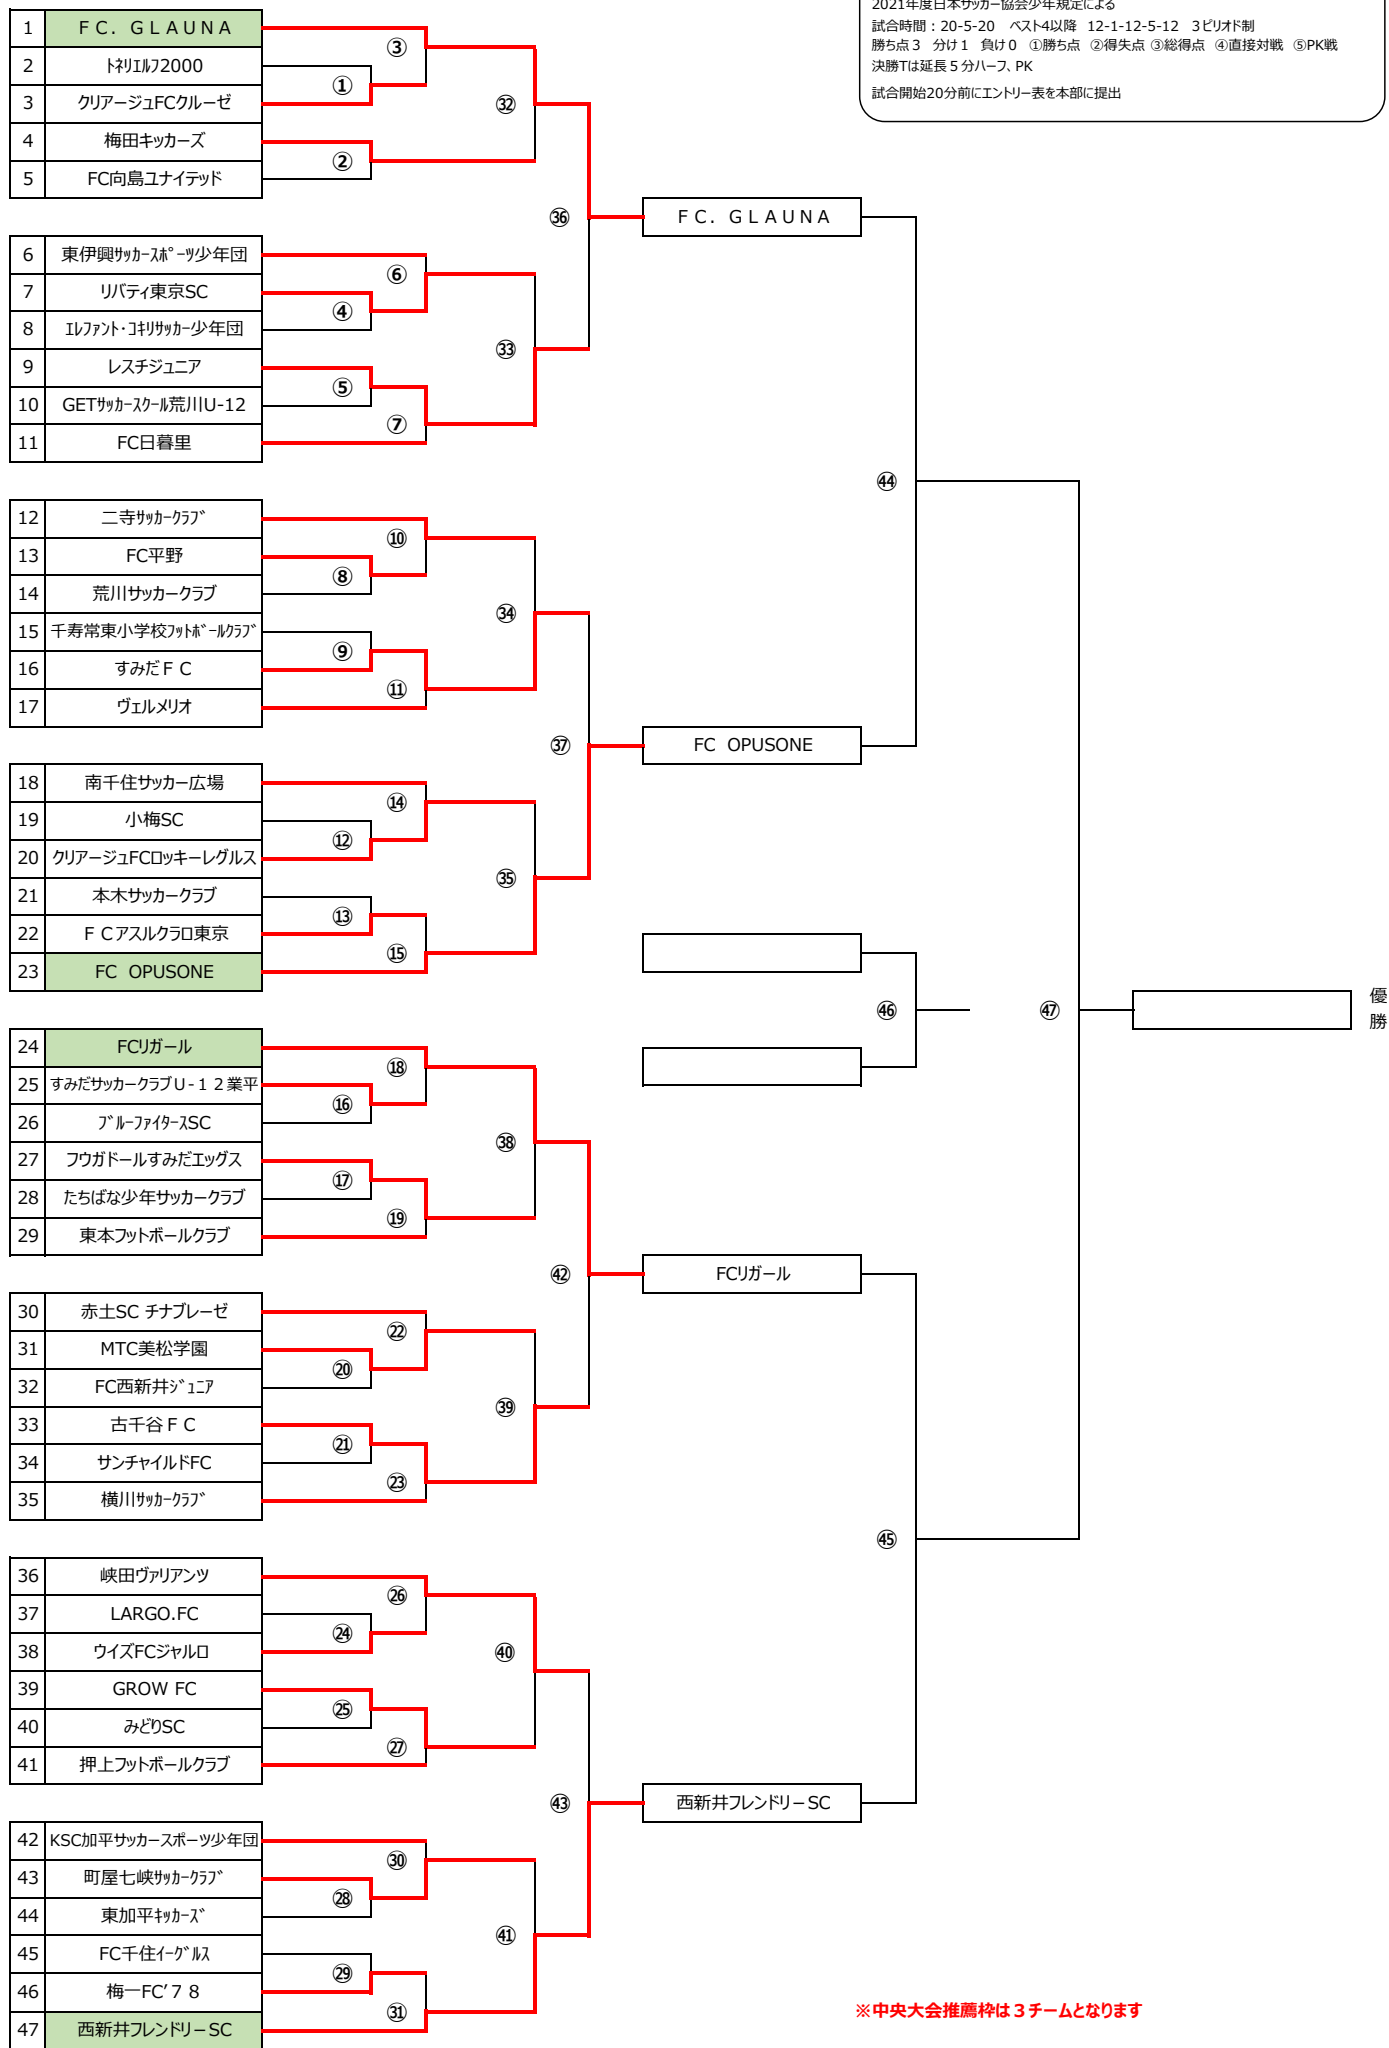 2021年度日本サッカー協会少年規定による
試合時間：20-5-20　ベスト4以降　12-1-12-5-12　3ピリオド制
勝ち点３　分け１　負け０　①勝ち点　②得失点 ③総得点　④直接対戦　⑤PK戦
決勝Tは延長５分ハーフ、PK
試合開始20分前にエントリー表を本部に提出
1 ＦＣ．ＧＬＡＵＮＡ
2 ﾄﾈﾘｴﾙﾌ2000
3 クリアージュFCクルーゼ
4 梅田キッカーズ
5 FC向島ユナイテッド
6 東伊興ｻｯｶｰｽﾎﾟｰﾂ少年団
7 リバティ東京SC
8 ｴﾚﾌｧﾝﾄ・ｺｷﾘｻｯｶｰ少年団
9 レスチジュニア
10 GETｻｯｶｰｽｸｰﾙ荒川U-12
11 FC日暮里
12 二寺ｻｯｶｰｸﾗﾌﾞ
13 FC平野
14 荒川サッカークラブ
15 千寿常東小学校ﾌｯﾄﾎﾞｰﾙｸﾗﾌﾞ
16 すみだＦＣ
17 ヴェルメリオ
18 南千住サッカー広場
19 小梅SC
20 クリアージュFCロッキーレグルス
21 本木サッカークラブ
22 ＦＣアスルクラロ東京
23 FC OPUSONE
24 FCリガール
25 すみだサッカークラブＵ-１２業平
26 ﾌﾞﾙｰﾌｧｲﾀｰｽSC
27 フウガドールすみだエッグス
28 たちばな少年サッカークラブ
29 東本フットボールクラブ
30 赤土SC チナブレーゼ
31 MTC美松学園
32 FC西新井ｼﾞｭﾆｱ
33 古千谷ＦＣ
34 サンチャイルドFC
35 横川ｻｯｶｰｸﾗﾌﾞ
36 峡田ヴァリアンツ
37 LARGO.FC
38 ウイズFCジャルロ
39 GROW FC
40 みどりSC
41 押上フットボールクラブ
42 KSC加平サッカースポーツ少年団
43 町屋七峡ｻｯｶｰｸﾗﾌﾞ
44 東加平ｷｯｶｰｽﾞ
45 FC千住ｲｰｸﾞﾙｽ
46 梅一FC’７８
47 西新井フレンドリーSC
③
①
②
⑥
④
⑤
⑦
⑩
⑧
⑨
⑪
⑭
⑫
⑬
⑮
⑱
⑯
⑰
⑲
㉒
⑳
㉑
㉓
㉖
㉔
㉕
㉗
㉚
㉘
㉙
㉛
㉜
㉝
㉞
㉟
㊳
㊴
㊵
㊶
㊱
㊲
㊷
㊸
ＦＣ．ＧＬＡＵＮＡ
FC OPUSONE
FCリガール
西新井フレンドリーSC
㊹
㊻
㊺
㊼
優
勝
※中央大会推薦枠は３チームとなります